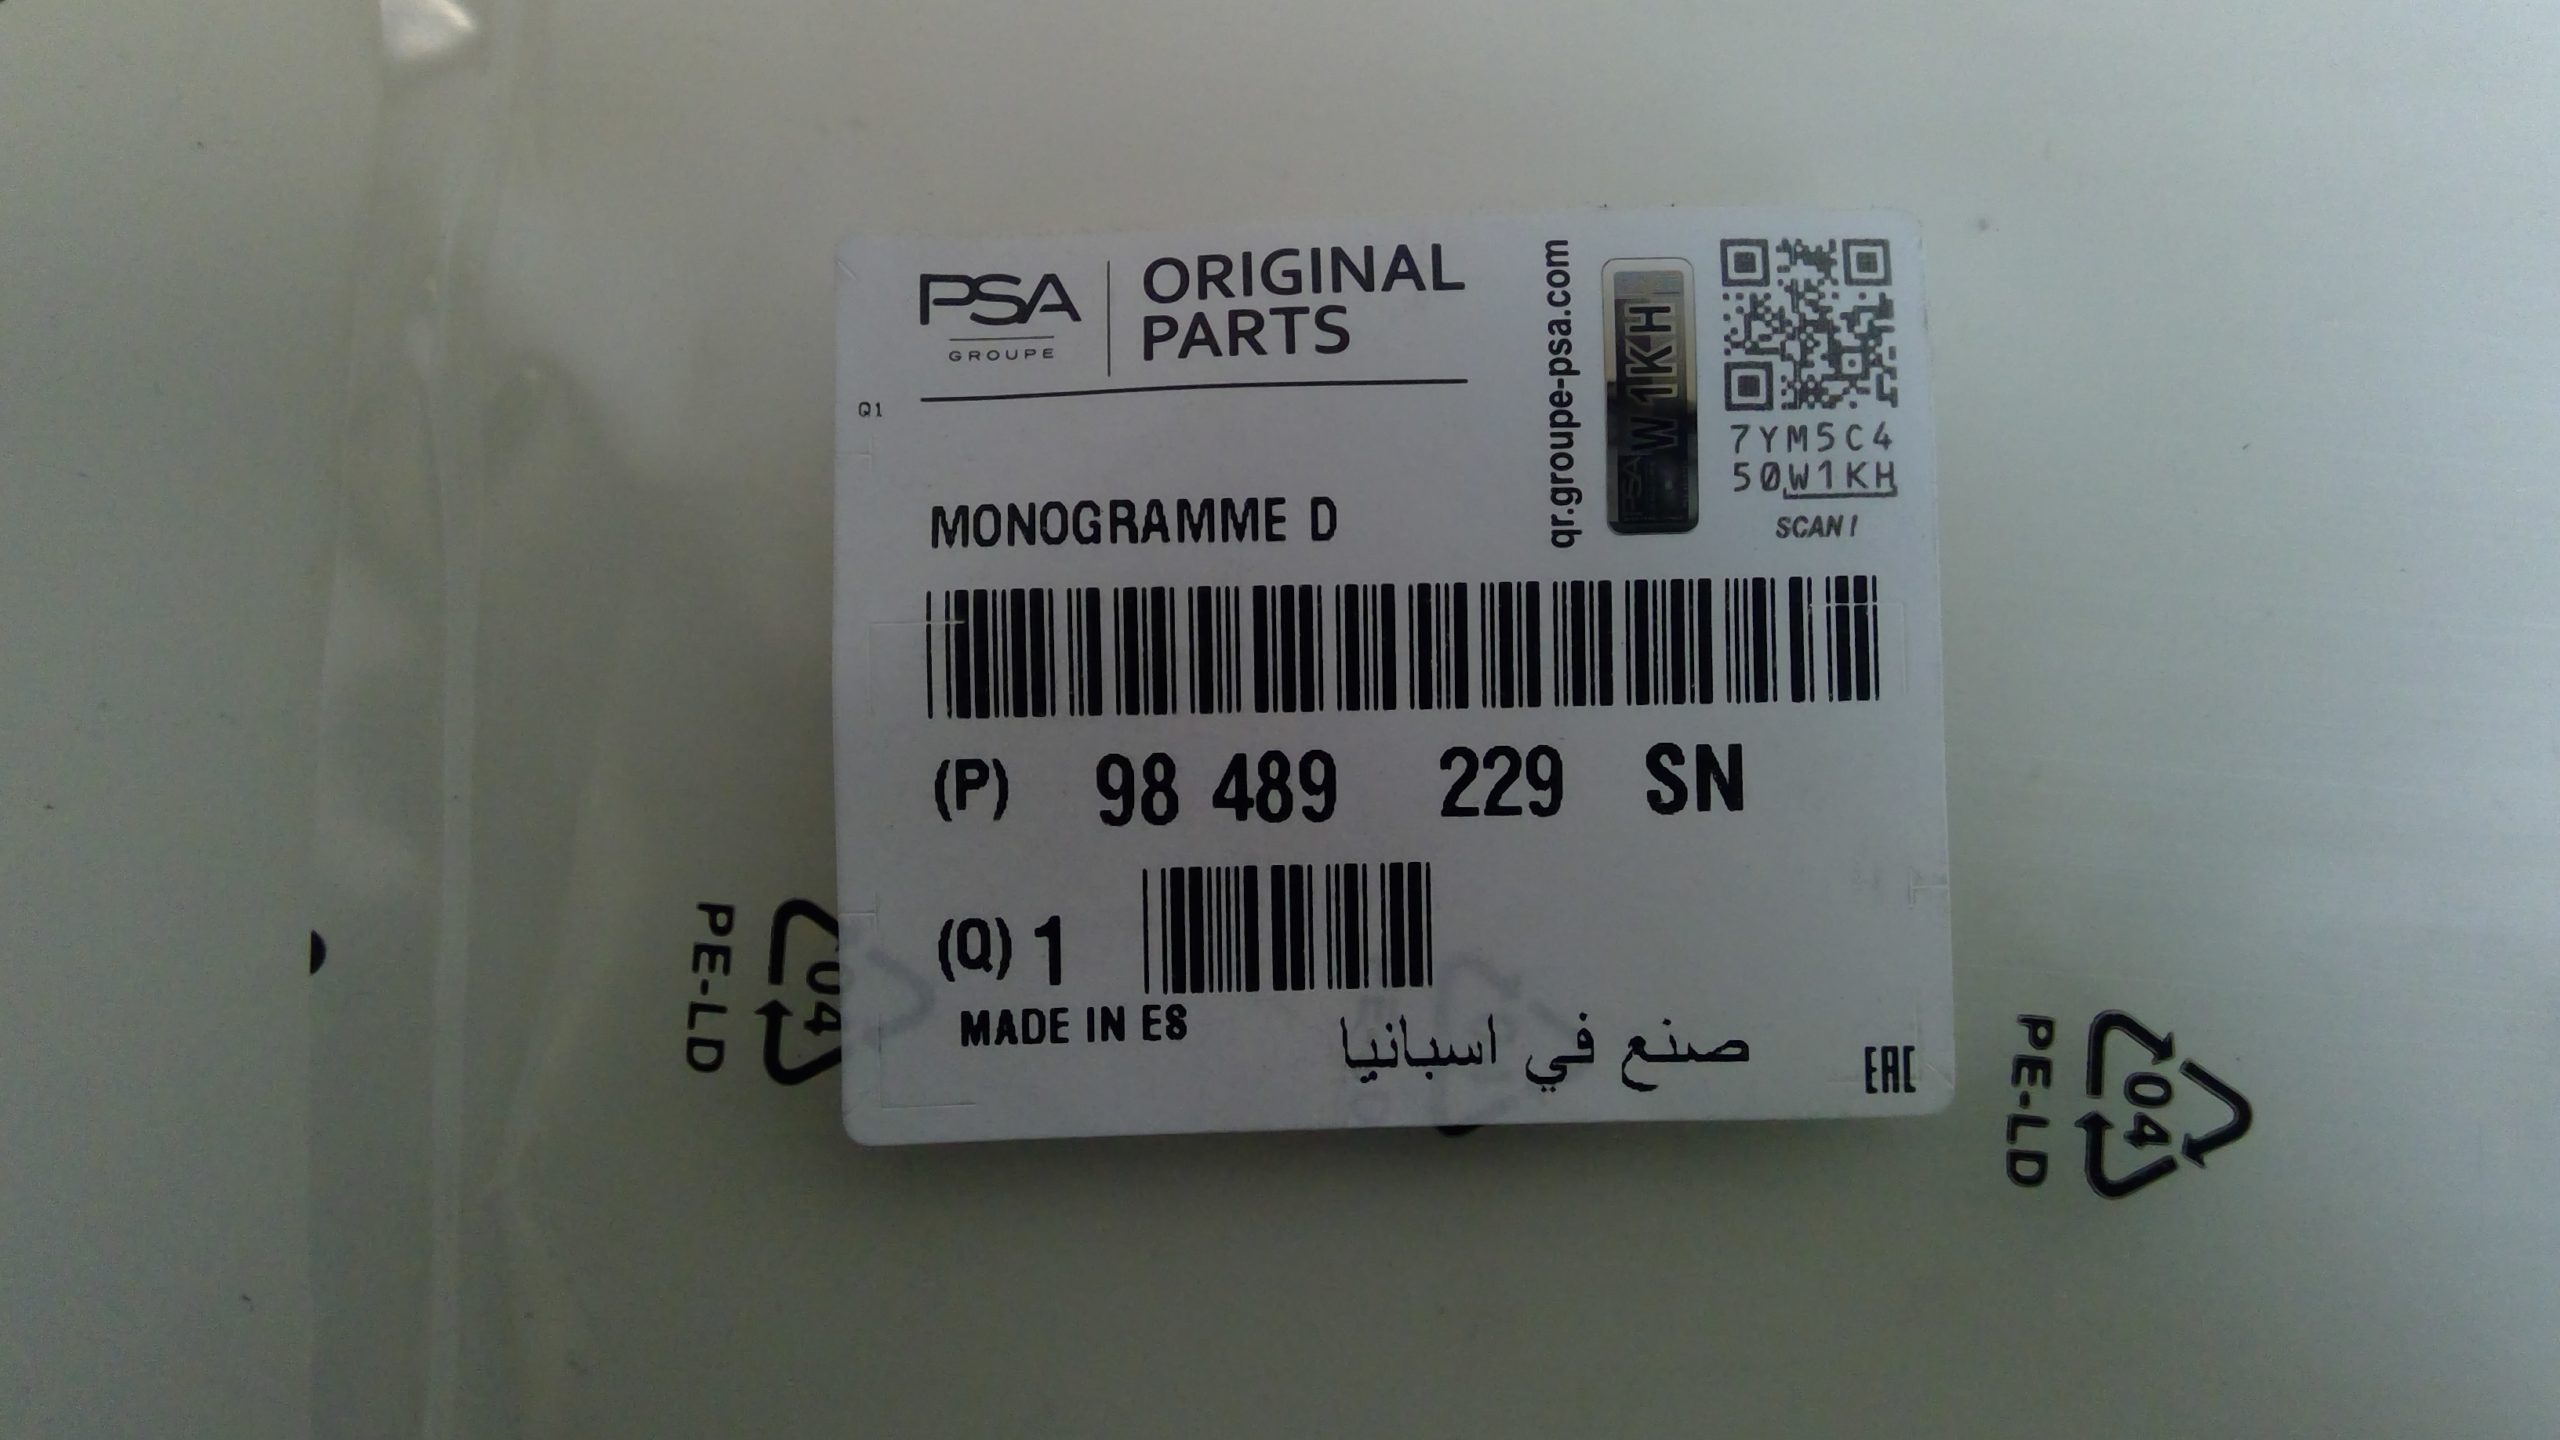 PSA
GROUPE
ORIGINAL
PARTS
qr.groupe-psa.com
PSA W1KH
7YM5C4
50W1KH
SCAN!
Q1
MONOGRAMME D
(P) 98 489 229 SN
(Q) 1
MADE IN ES
صنع في اسبانيا
EAC
04
PE-LD
04
PE-LD